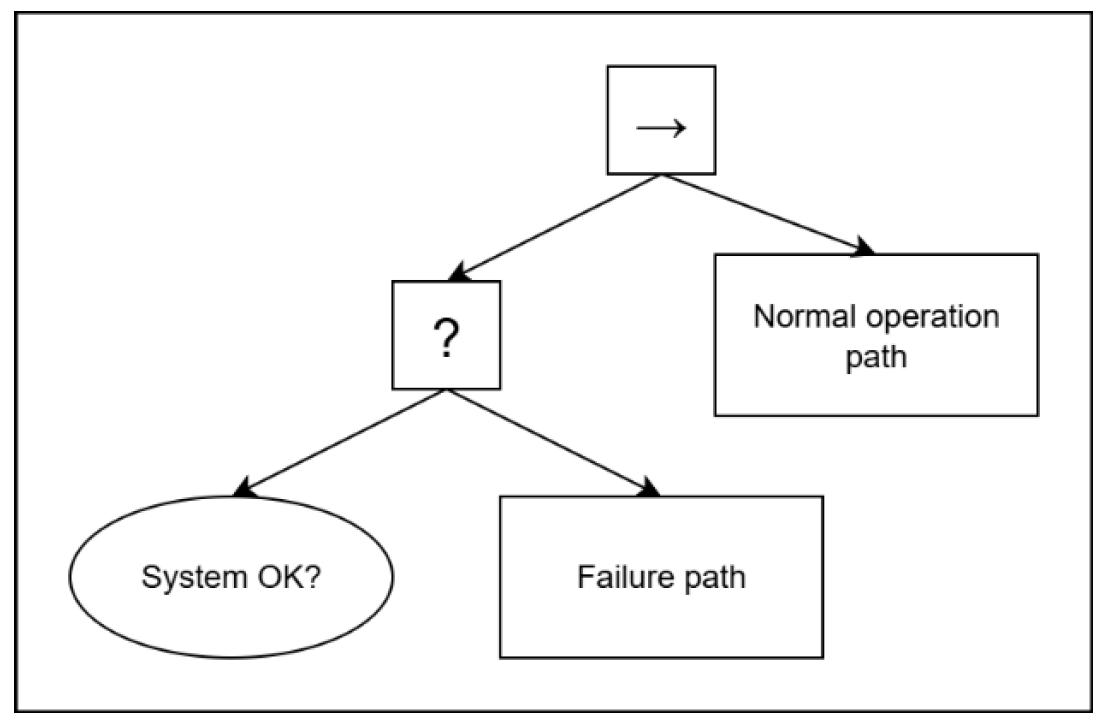 →
?
Normal operation
path
System OK?
Failure path